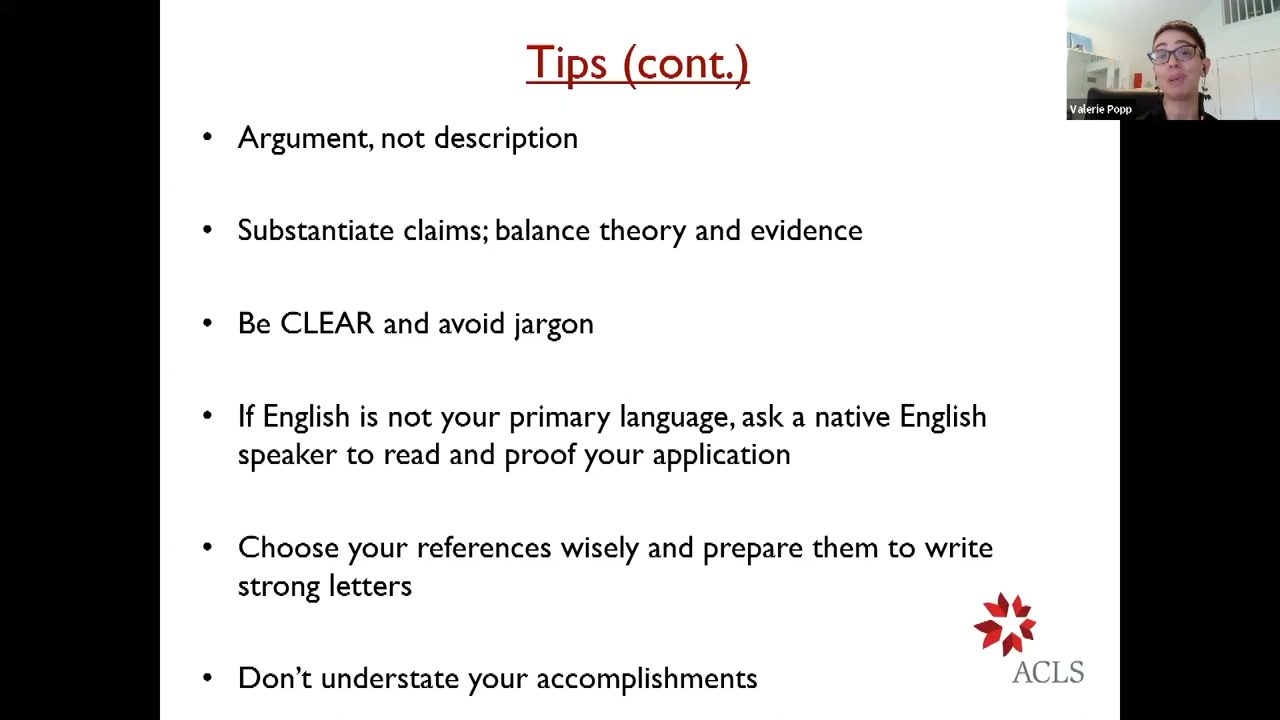 Tips (cont.)
Valerie Popp
• Argument, not description
• Substantiate claims; balance theory and evidence
• Be CLEAR and avoid jargon
• If English is not your primary language, ask a native English
speaker to read and proof your application
• Choose your references wisely and prepare them to write
strong letters
• Don’t understate your accomplishments
ACLS